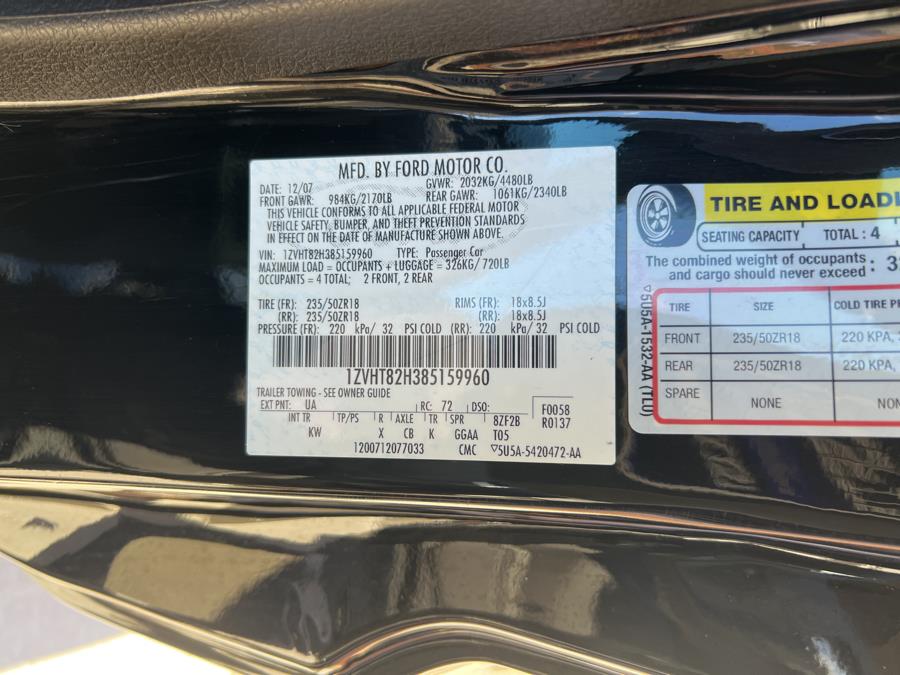 MFD. BY FORD MOTOR CO.
DATE: 12/07 GVWR: 2032KG/4480LB
FRONT GAWR: 984KG/2170LB REAR GAWR: 1061KG/2340LB
THIS VEHICLE CONFORMS TO ALL APPLICABLE FEDERAL MOTOR
VEHICLE SAFETY, BUMPER, AND THEFT PREVENTION STANDARDS
IN EFFECT ON THE DATE OF MANUFACTURE SHOWN ABOVE.
VIN: 1ZVHT82H385159960 TYPE: Passenger Car
MAXIMUM LOAD = OCCUPANTS + LUGGAGE = 326KG/720LB
OCCUPANTS = 4 TOTAL; 2 FRONT, 2 REAR
TIRE (FR): 235/50ZR18 RIMS (FR): 18x8.5J
(RR): 235/50ZR18 (RR): 18x8.5J
PRESSURE (FR): 220 kPa/ 32 PSI COLD (RR): 220 kPa/ 32 PSI COLD
1ZVHT82H385159960
TRAILER TOWING - SEE OWNER GUIDE
EXT PNT: UA RC: 72 DSO: F0058
INT TR TP/PS R AXLE TR SPR 8ZF2B R0137
KW X CB K GGAA T05
1200712077033 CMC ▽5U5A-5420472-AA
TIRE AND LOADI
SEATING CAPACITY TOTAL : 4
The combined weight of occupants
and cargo should never exceed : 3
▽5U5A-1532-AA (TLU)
TIRE SIZE COLD TIRE P
FRONT 235/50ZR18 220 KPA,
REAR 235/50ZR18 220 KPA,
SPARE NONE NON